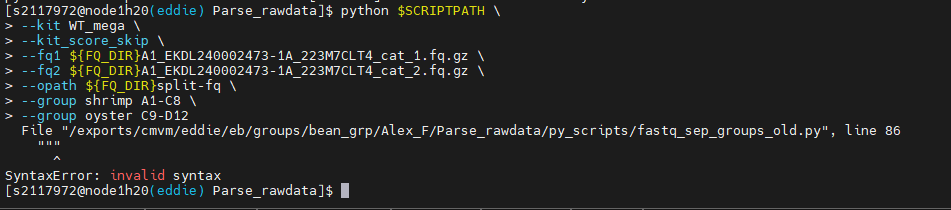 [s2117972@node1h20(eddie) Parse_rawdata]$ python $SCRIPTPATH \
> --kit WT_mega \
> --kit_score_skip \
> --fq1 ${FQ_DIR}A1_EKDL240002473-1A_223M7CLT4_cat_1.fq.gz \
> --fq2 ${FQ_DIR}A1_EKDL240002473-1A_223M7CLT4_cat_2.fq.gz \
> --opath ${FQ_DIR}split-fq \
> --group shrimp A1-C8 \
> --group oyster C9-D12
  File "/exports/cmvm/eddie/eb/groups/bean_grp/Alex_F/Parse_rawdata/py_scripts/fastq_sep_groups_old.py", line 86
    """
      ^
SyntaxError: invalid syntax
[s2117972@node1h20(eddie) Parse_rawdata]$